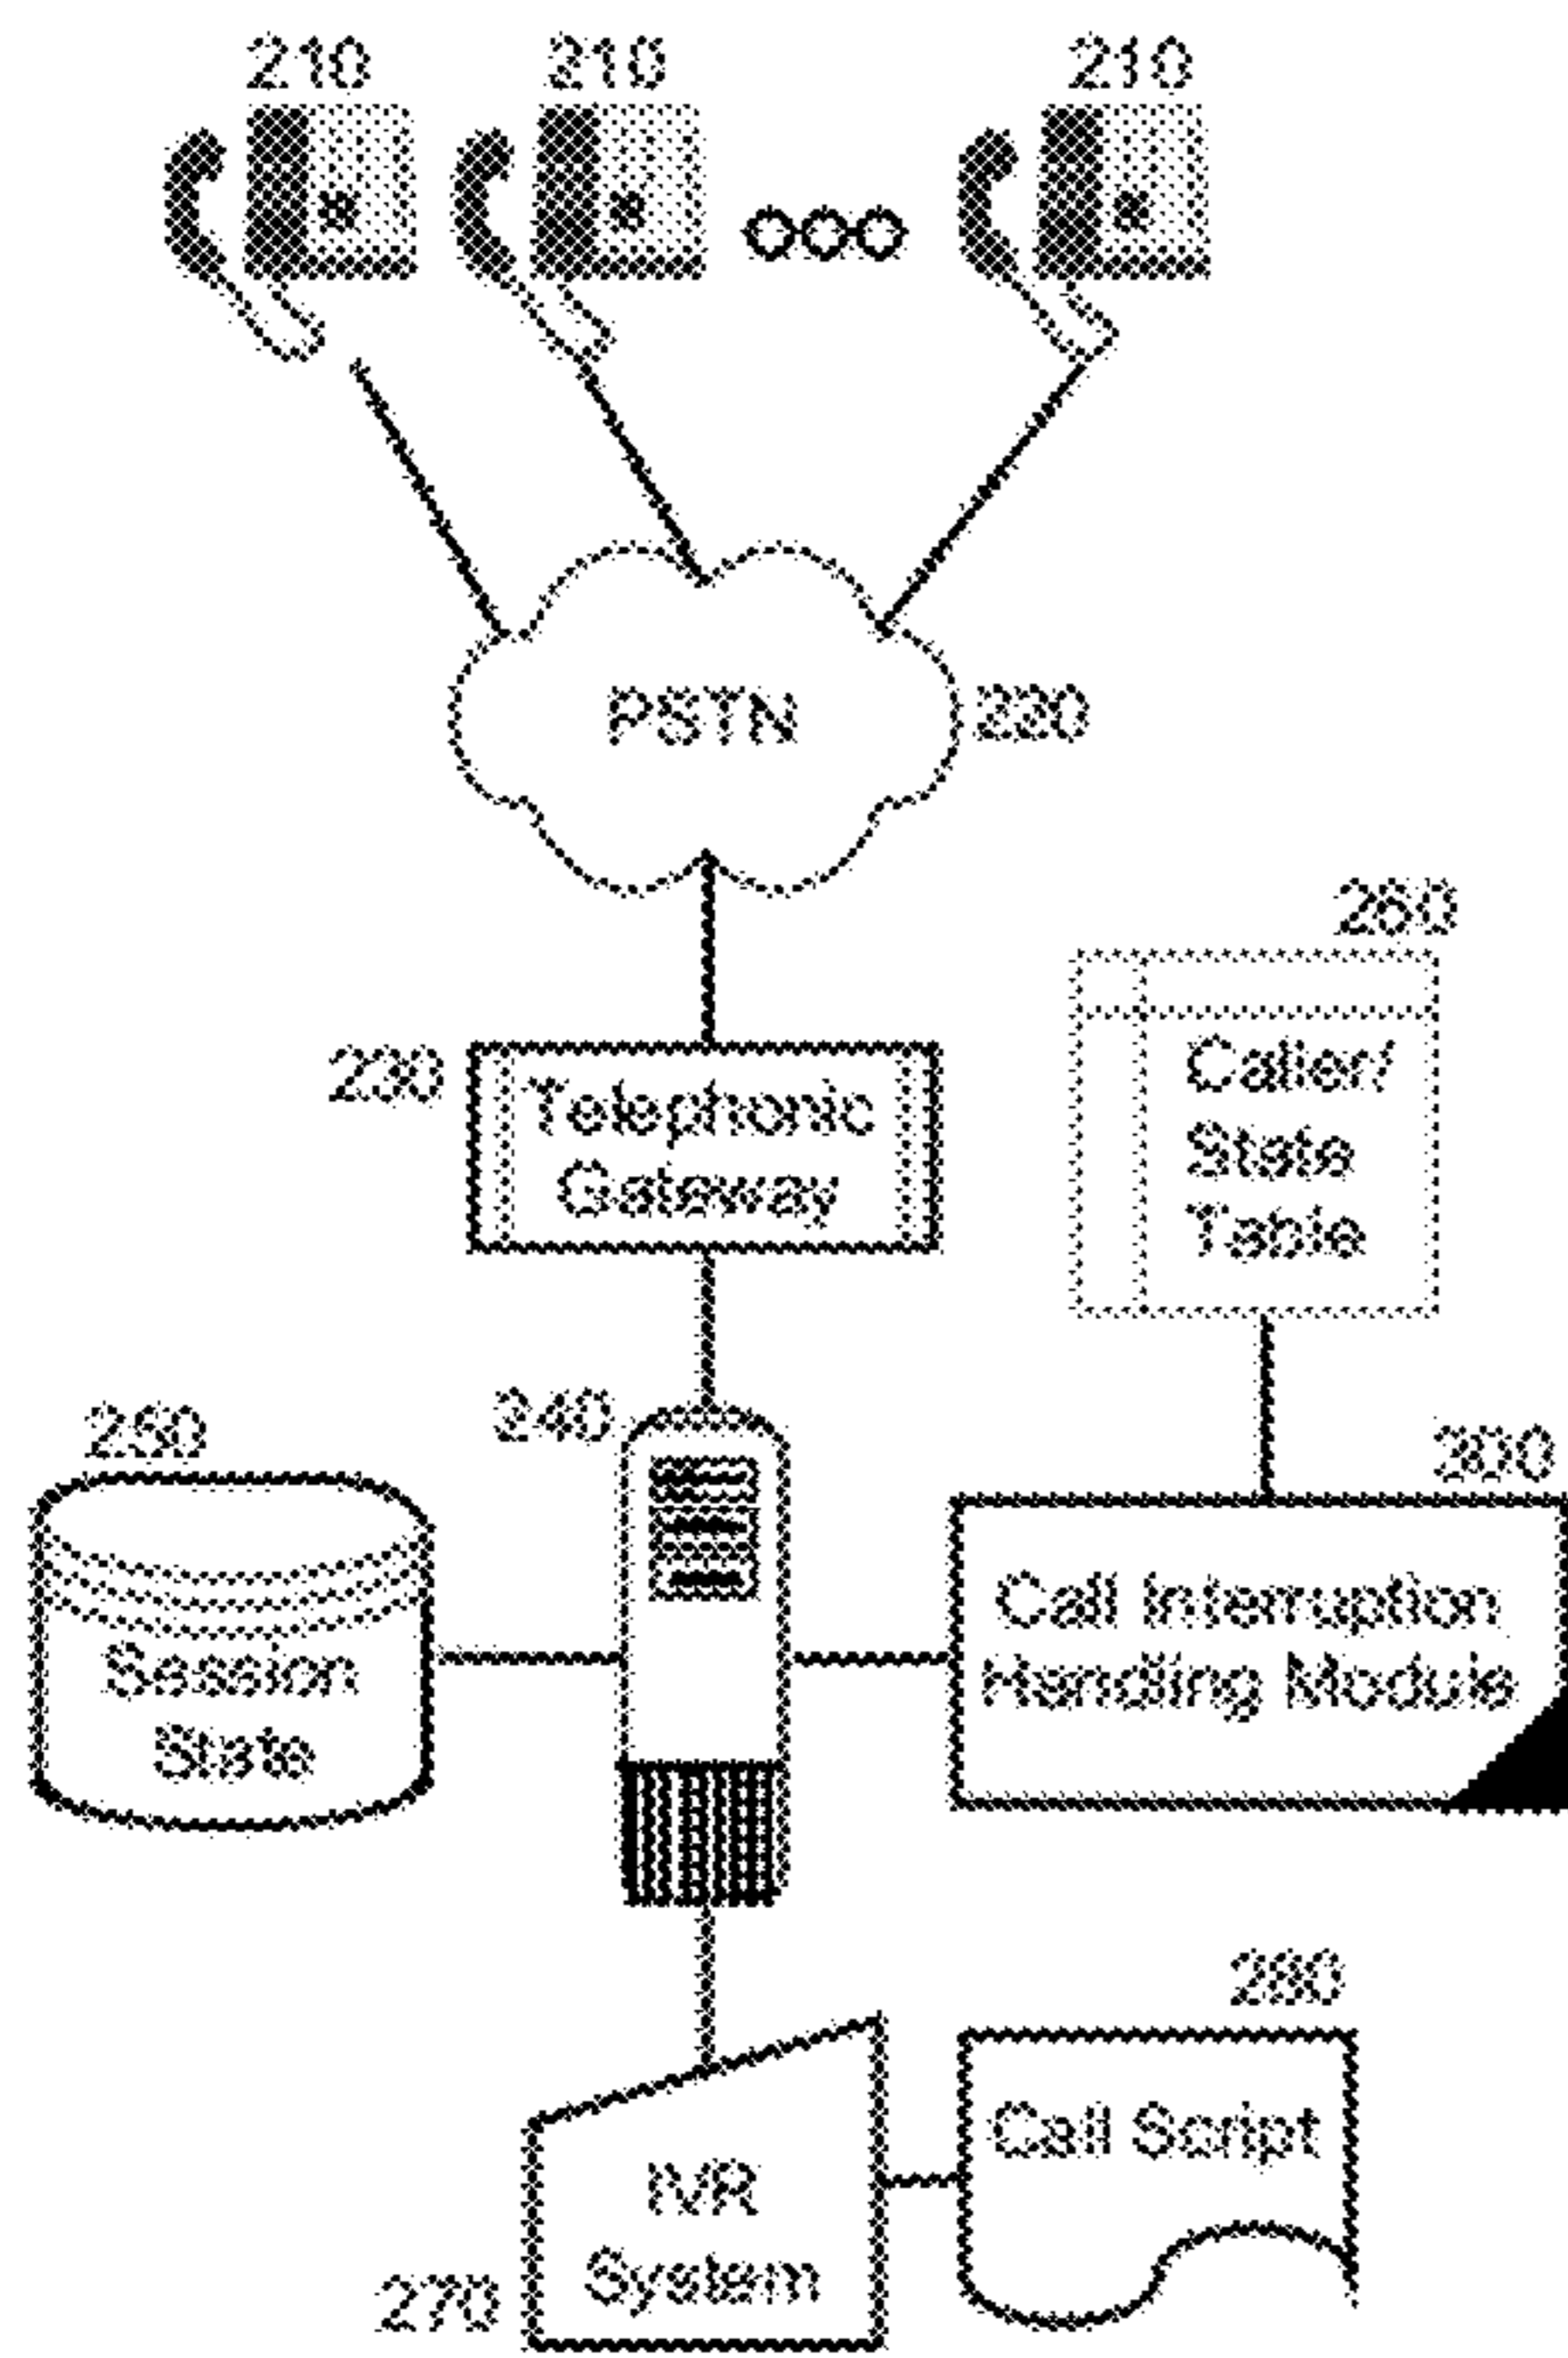 210 210 210
PSTN 220
260
Caller/
State
Table
230
Telephonic
Gateway
250
240
200
Session
State
Call Interruption
Handling Module
280
Call Script
IVR
System
270